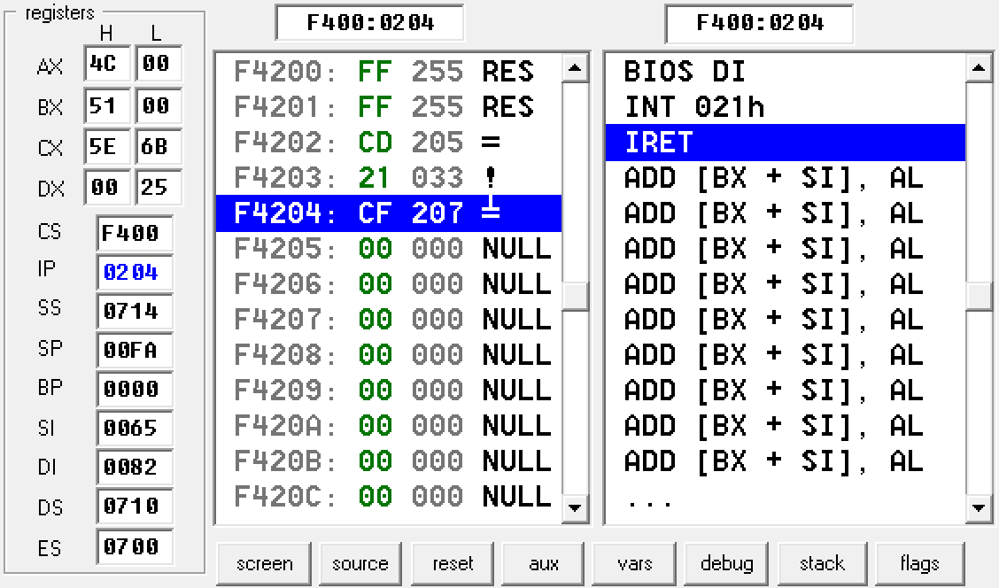 registers
H L
AX 4C 00
BX 51 00
CX 5E 6B
DX 00 25
CS F400
IP 0204
SS 0714
SP 00FA
BP 0000
SI 0065
DI 0082
DS 0710
ES 0700
F400:0204
F4200: FF 255 RES
F4201: FF 255 RES
F4202: CD 205 =
F4203: 21 033 !
F4204: CF 207 ╧
F4205: 00 000 NULL
F4206: 00 000 NULL
F4207: 00 000 NULL
F4208: 00 000 NULL
F4209: 00 000 NULL
F420A: 00 000 NULL
F420B: 00 000 NULL
F420C: 00 000 NULL
F400:0204
BIOS DI
INT 021h
IRET
ADD [BX + SI], AL
ADD [BX + SI], AL
ADD [BX + SI], AL
ADD [BX + SI], AL
ADD [BX + SI], AL
ADD [BX + SI], AL
ADD [BX + SI], AL
ADD [BX + SI], AL
ADD [BX + SI], AL
...
screen source reset aux vars debug stack flags